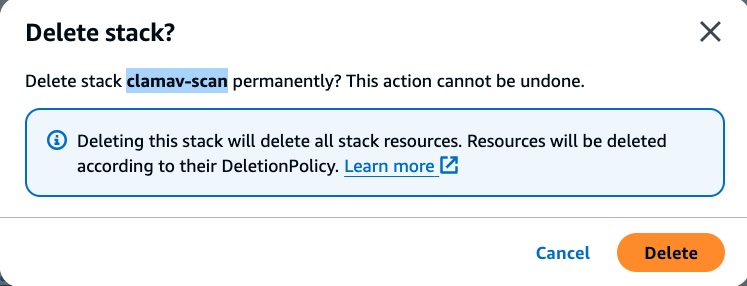 Delete stack?
Delete stack clamav-scan permanently? This action cannot be undone.
Deleting this stack will delete all stack resources. Resources will be deleted
according to their DeletionPolicy. Learn more
Cancel
Delete